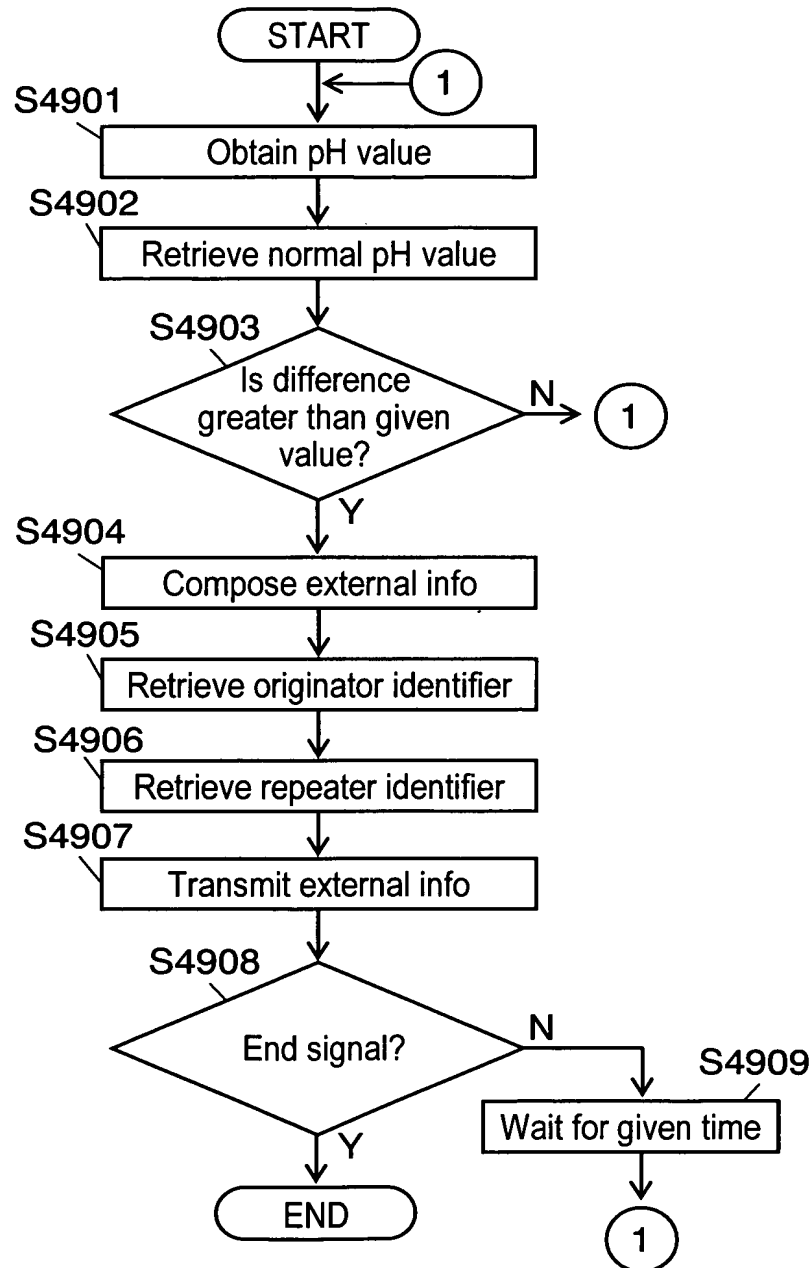 START
1
S4901
Obtain pH value
S4902
Retrieve normal pH value
S4903
Is difference
greater than given
value?
N
1
Y
S4904
Compose external info
S4905
Retrieve originator identifier
S4906
Retrieve repeater identifier
S4907
Transmit external info
S4908
End signal?
N
S4909
Wait for given time
Y
END
1